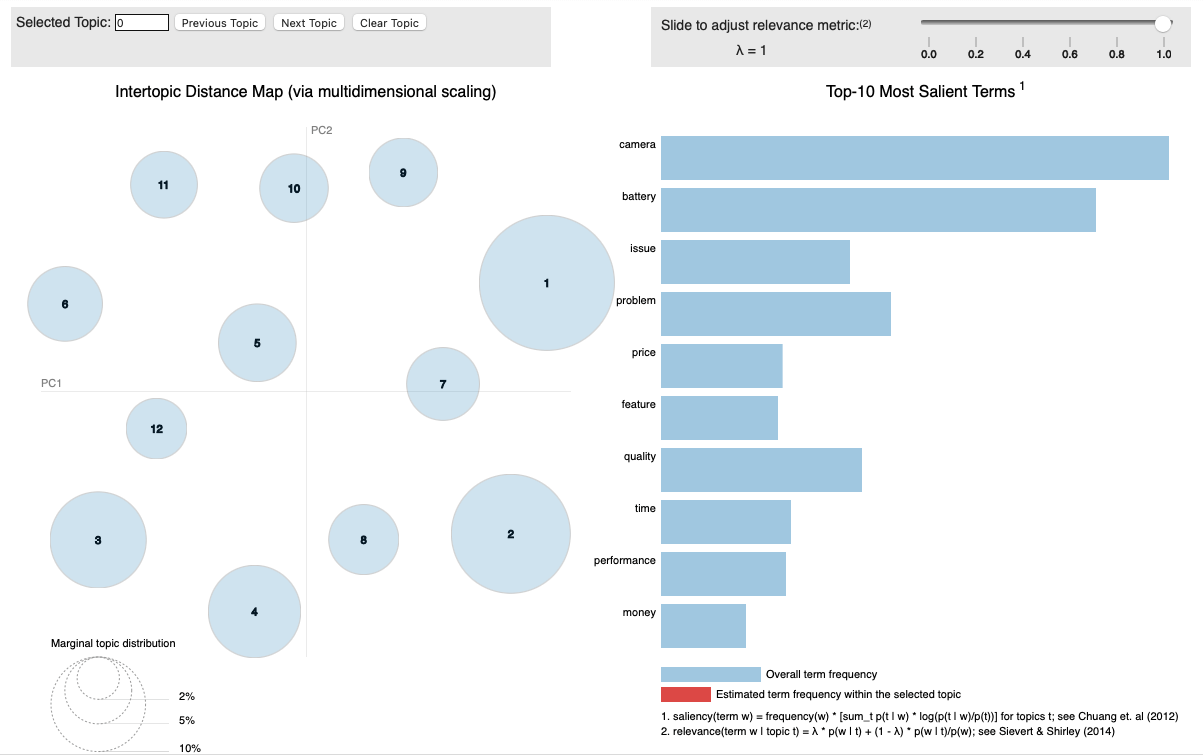 Selected Topic: 0 Previous Topic Next Topic Clear Topic
Slide to adjust relevance metric:(2)
λ = 1
0.0 0.2 0.4 0.6 0.8 1.0
Intertopic Distance Map (via multidimensional scaling)
PC2
PC1
11
10
9
1
6
5
7
12
3
8
2
4
Marginal topic distribution
2%
5%
10%
Top-10 Most Salient Terms 1
camera
battery
issue
problem
price
feature
quality
time
performance
money
Overall term frequency
Estimated term frequency within the selected topic
1. saliency(term w) = frequency(w) * [sum_t p(t | w) * log(p(t | w)/p(t))] for topics t; see Chuang et. al (2012)
2. relevance(term w | topic t) = λ * p(w | t) + (1 - λ) * p(w | t)/p(w); see Sievert & Shirley (2014)